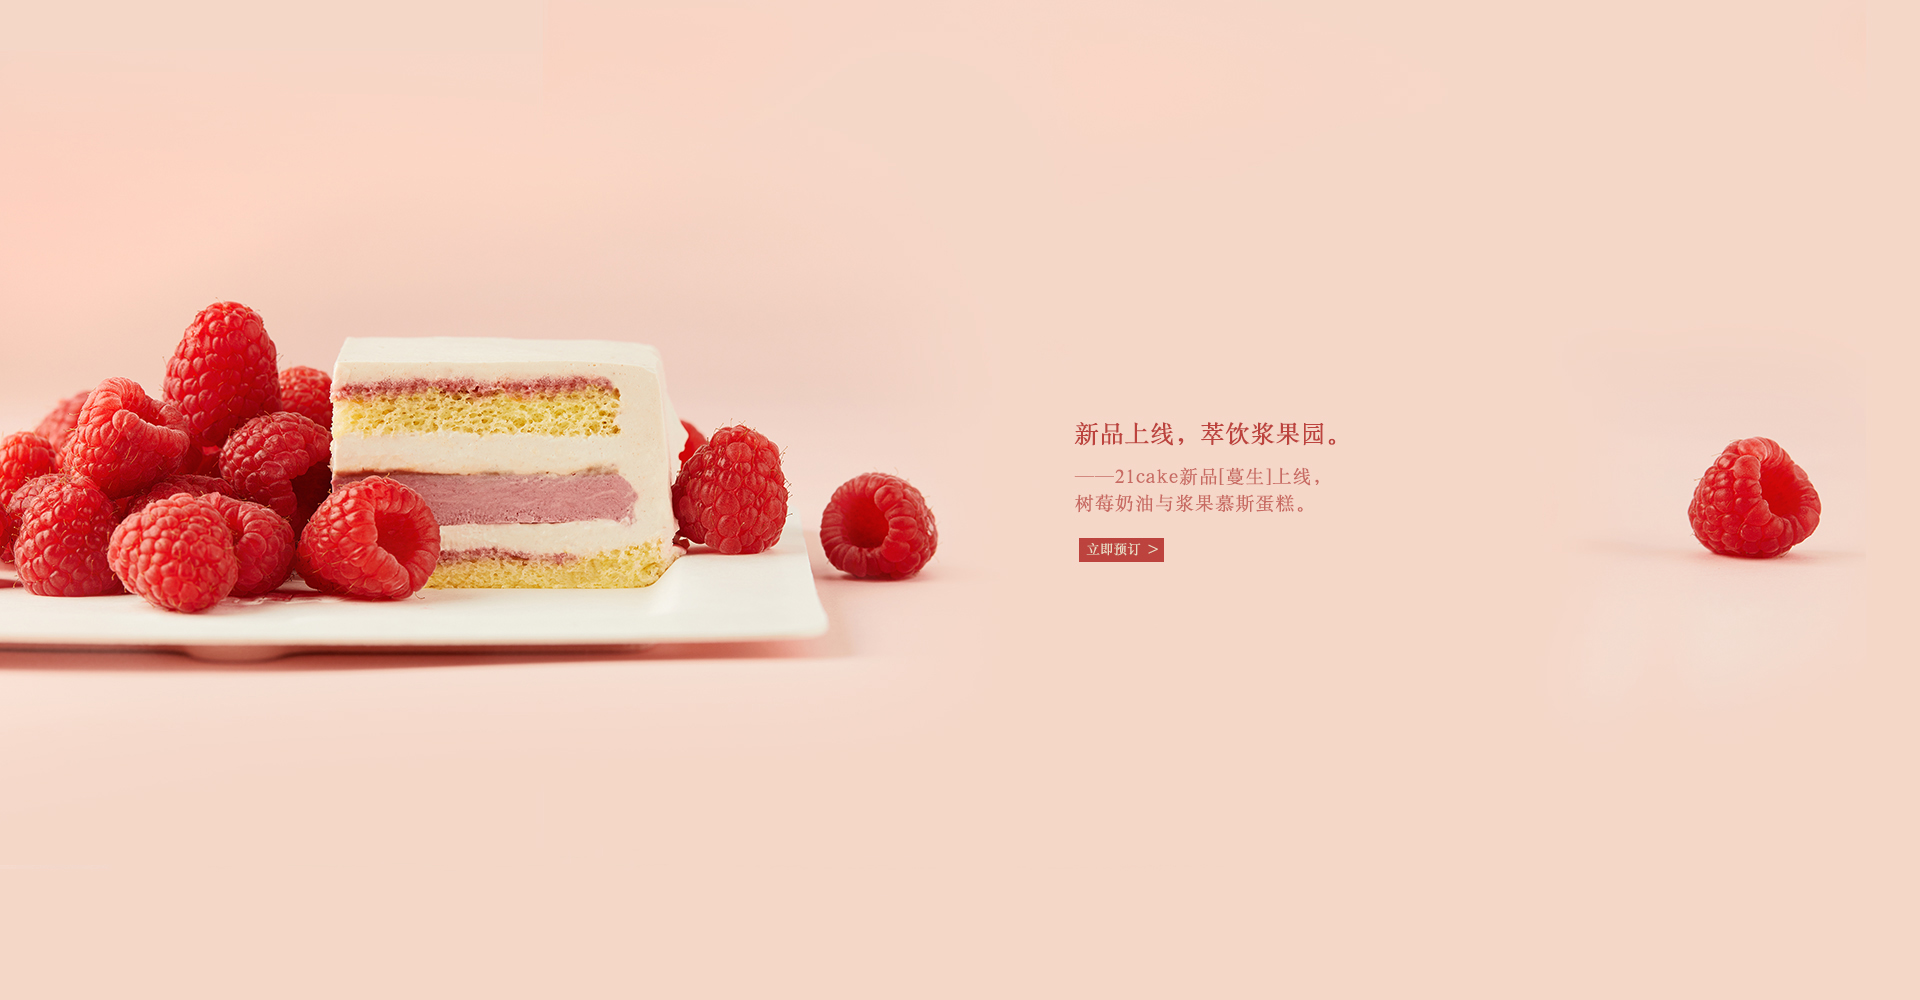 新品上线，萃饮浆果园。
——21cake新品[蔓生]上线，
树莓奶油与浆果慕斯蛋糕。
立即预订 >